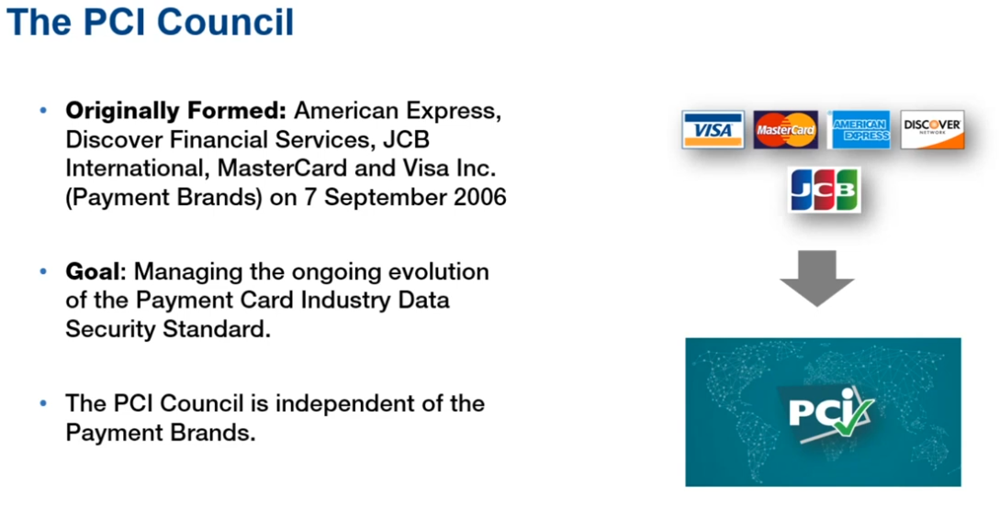 The PCI Council
• Originally Formed: American Express,
Discover Financial Services, JCB
International, MasterCard and Visa Inc.
(Payment Brands) on 7 September 2006
• Goal: Managing the ongoing evolution
of the Payment Card Industry Data
Security Standard.
• The PCI Council is independent of the
Payment Brands.
VISA
MasterCard
AMERICAN
EXPRESS
DISCOVER
NETWORK
JCB
PCi